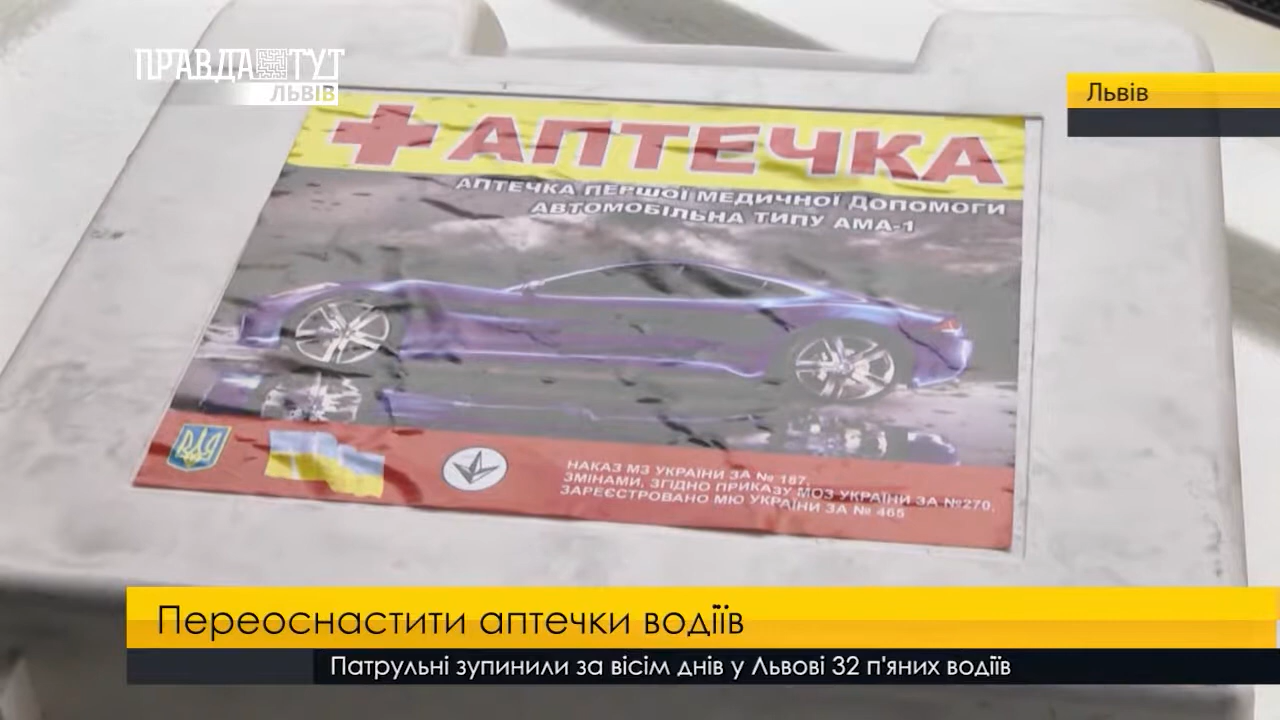 ПРАВДА ТУТ
ЛЬВІВ
Львів
АПТЕЧКА
АПТЕЧКА ПЕРШОЇ МЕДИЧНОЇ ДОПОМОГИ
АВТОМОБІЛЬНА ТИПУ АМА-1
НАКАЗ МЗ УКРАЇНИ ЗА № 187,
ЗМІНАМИ, ЗГІДНО ПРИКАЗУ МОЗ УКРАЇНИ ЗА №270,
ЗАРЕЄСТРОВАНО МЮ УКРАЇНИ ЗА № 465
Переоснастити аптечки водіїв
Патрульні зупинили за вісім днів у Львові 32 п'яних водіїв